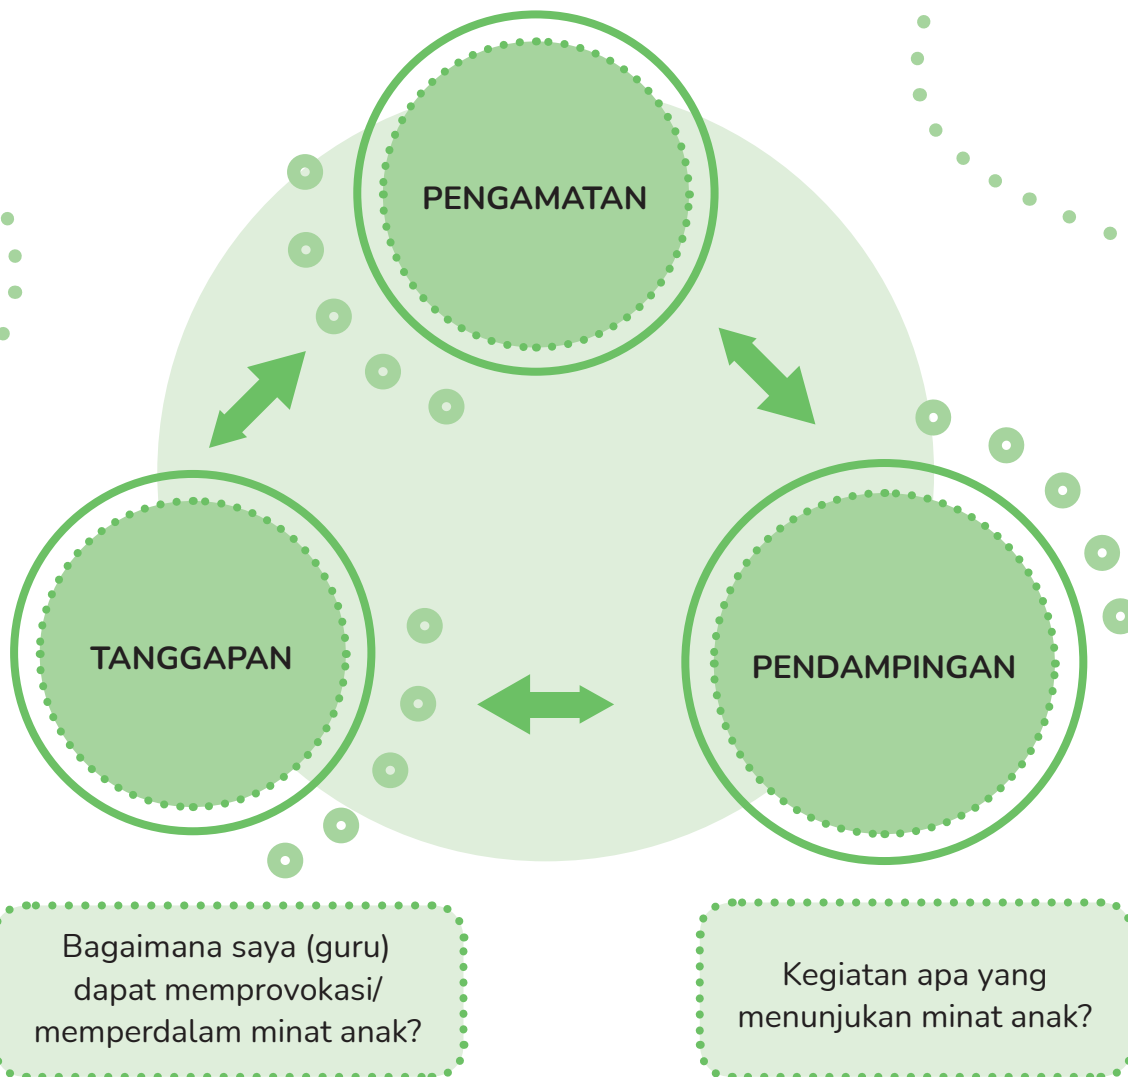 PENGAMATAN
TANGGAPAN
PENDAMPINGAN
Bagaimana saya (guru)
dapat memprovokasi/
memperdalam minat anak?
Kegiatan apa yang
menunjukan minat anak?